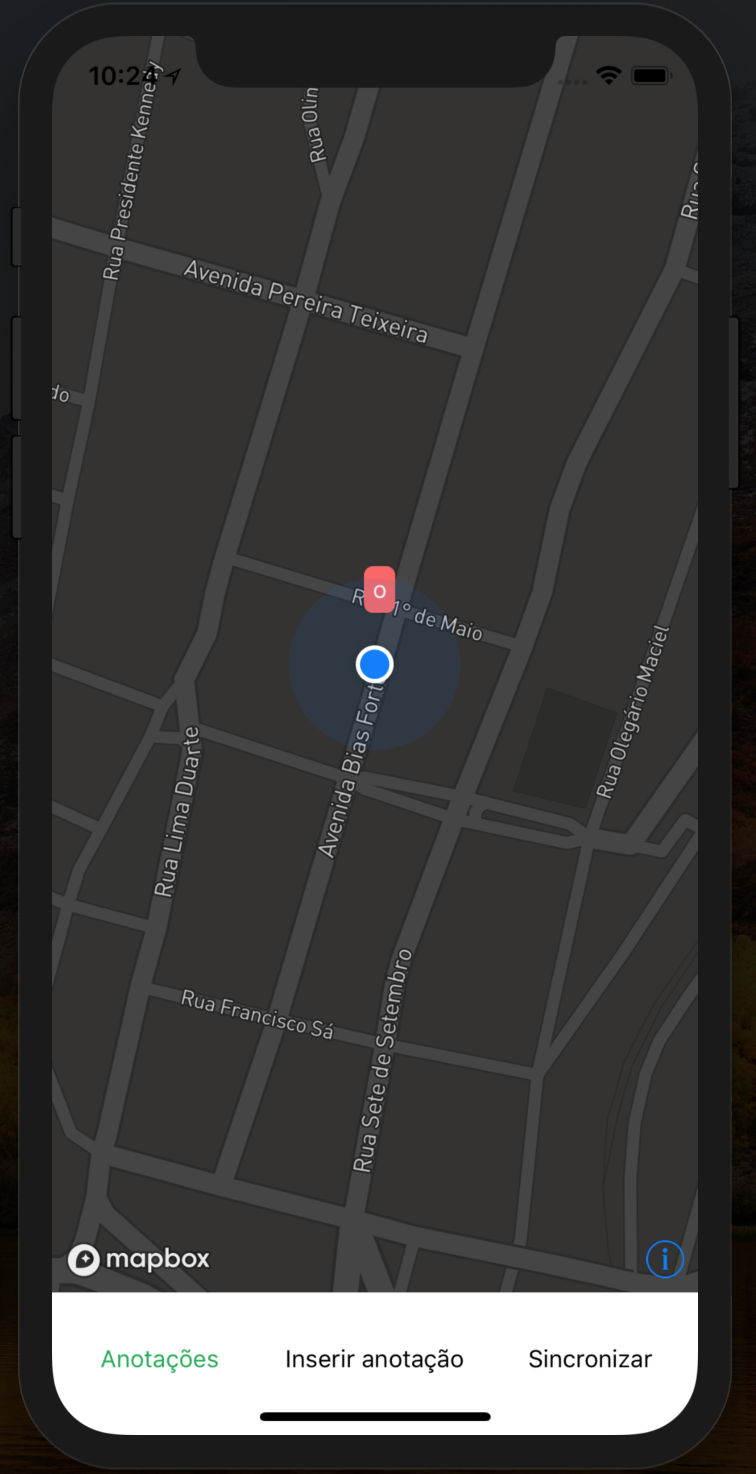 10:24
Rua Presidente Kennedy
Rua Olin
Rua
Avenida Pereira Teixeira
do
o
1º de Maio
Avenida Bias Fort
Rua Olegário Maciel
Rua Lima Duarte
Rua Francisco Sá
Rua Sete de Setembro
mapbox
i
Anotações
Inserir anotação
Sincronizar